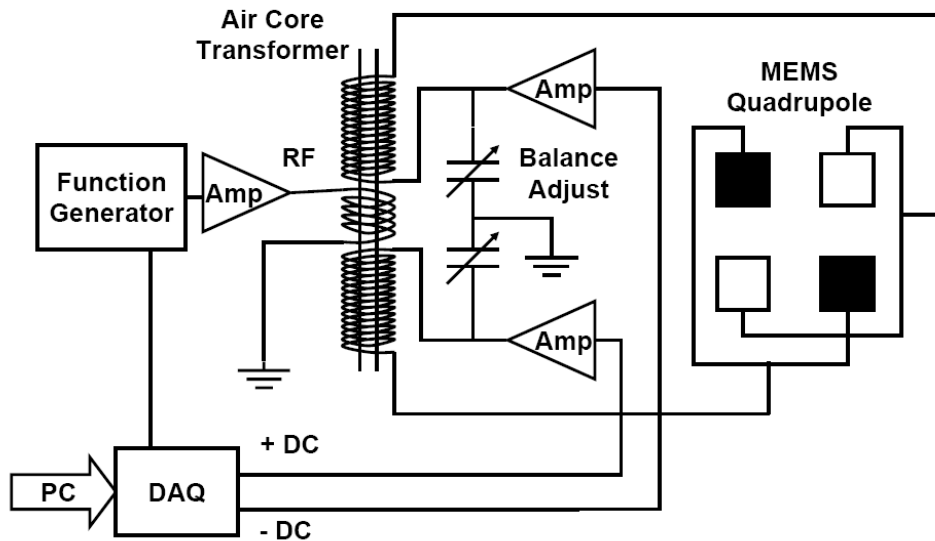 Air Core
Transformer
MEMS
Quadrupole
Amp
RF
Balance
Adjust
Function
Generator
Amp
Amp
+ DC
PC
DAQ
- DC